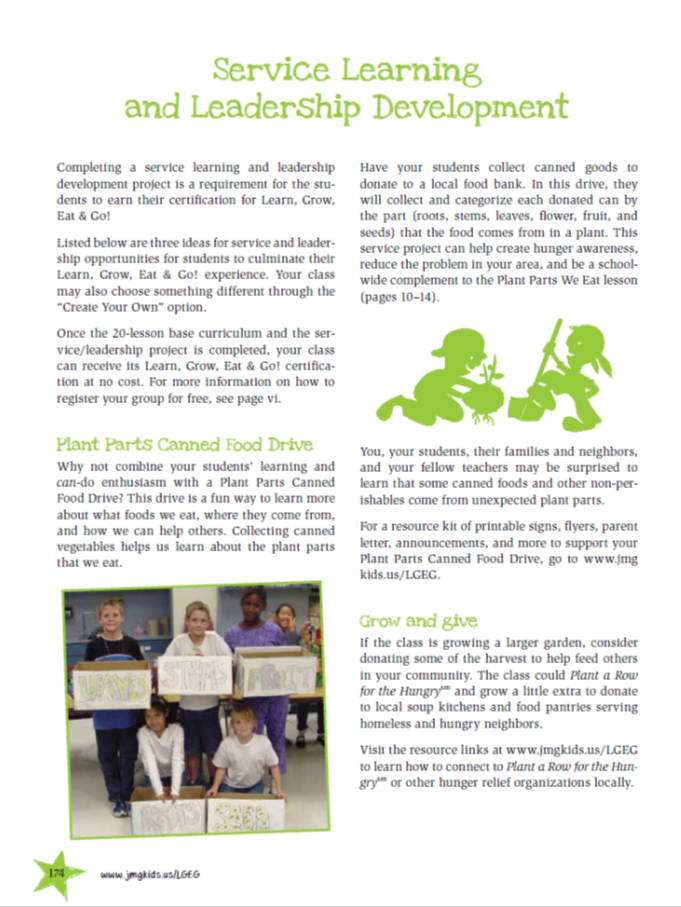 Service Learning
and Leadership Development
Completing a service learning and leadership
development project is a requirement for the stu-
dents to earn their certification for Learn, Grow,
Eat & Go!
Listed below are three ideas for service and leader-
ship opportunities for students to culminate their
Learn, Grow, Eat & Go! experience. Your class
may also choose something different through the
“Create Your Own” option.
Once the 20-lesson base curriculum and the ser-
vice/leadership project is completed, your class
can receive its Learn, Grow, Eat & Go! certifica-
tion at no cost. For more information on how to
register your group for free, see page vi.
Plant Parts Canned Food Drive
Why not combine your students’ learning and
can-do enthusiasm with a Plant Parts Canned
Food Drive? This drive is a fun way to learn more
about what foods we eat, where they come from,
and how we can help others. Collecting canned
vegetables helps us learn about the plant parts
that we eat.
LEAVES
STEMS
FRUIT
ROOTS
SEED
Have your students collect canned goods to
donate to a local food bank. In this drive, they
will collect and categorize each donated can by
the part (roots, stems, leaves, flower, fruit, and
seeds) that the food comes from in a plant. This
service project can help create hunger awareness,
reduce the problem in your area, and be a school-
wide complement to the Plant Parts We Eat lesson
(pages 10–14).
You, your students, their families and neighbors,
and your fellow teachers may be surprised to
learn that some canned foods and other non-per-
ishables come from unexpected plant parts.
For a resource kit of printable signs, flyers, parent
letter, announcements, and more to support your
Plant Parts Canned Food Drive, go to www.jmg
kids.us/LGEG.
Grow and give
If the class is growing a larger garden, consider
donating some of the harvest to help feed others
in your community. The class could Plant a Row
for the Hungry℠ and grow a little extra to donate
to local soup kitchens and food pantries serving
homeless and hungry neighbors.
Visit the resource links at www.jmgkids.us/LGEG
to learn how to connect to Plant a Row for the Hun-
gry℠ or other hunger relief organizations locally.
174
www.jmgkids.us/LGEG